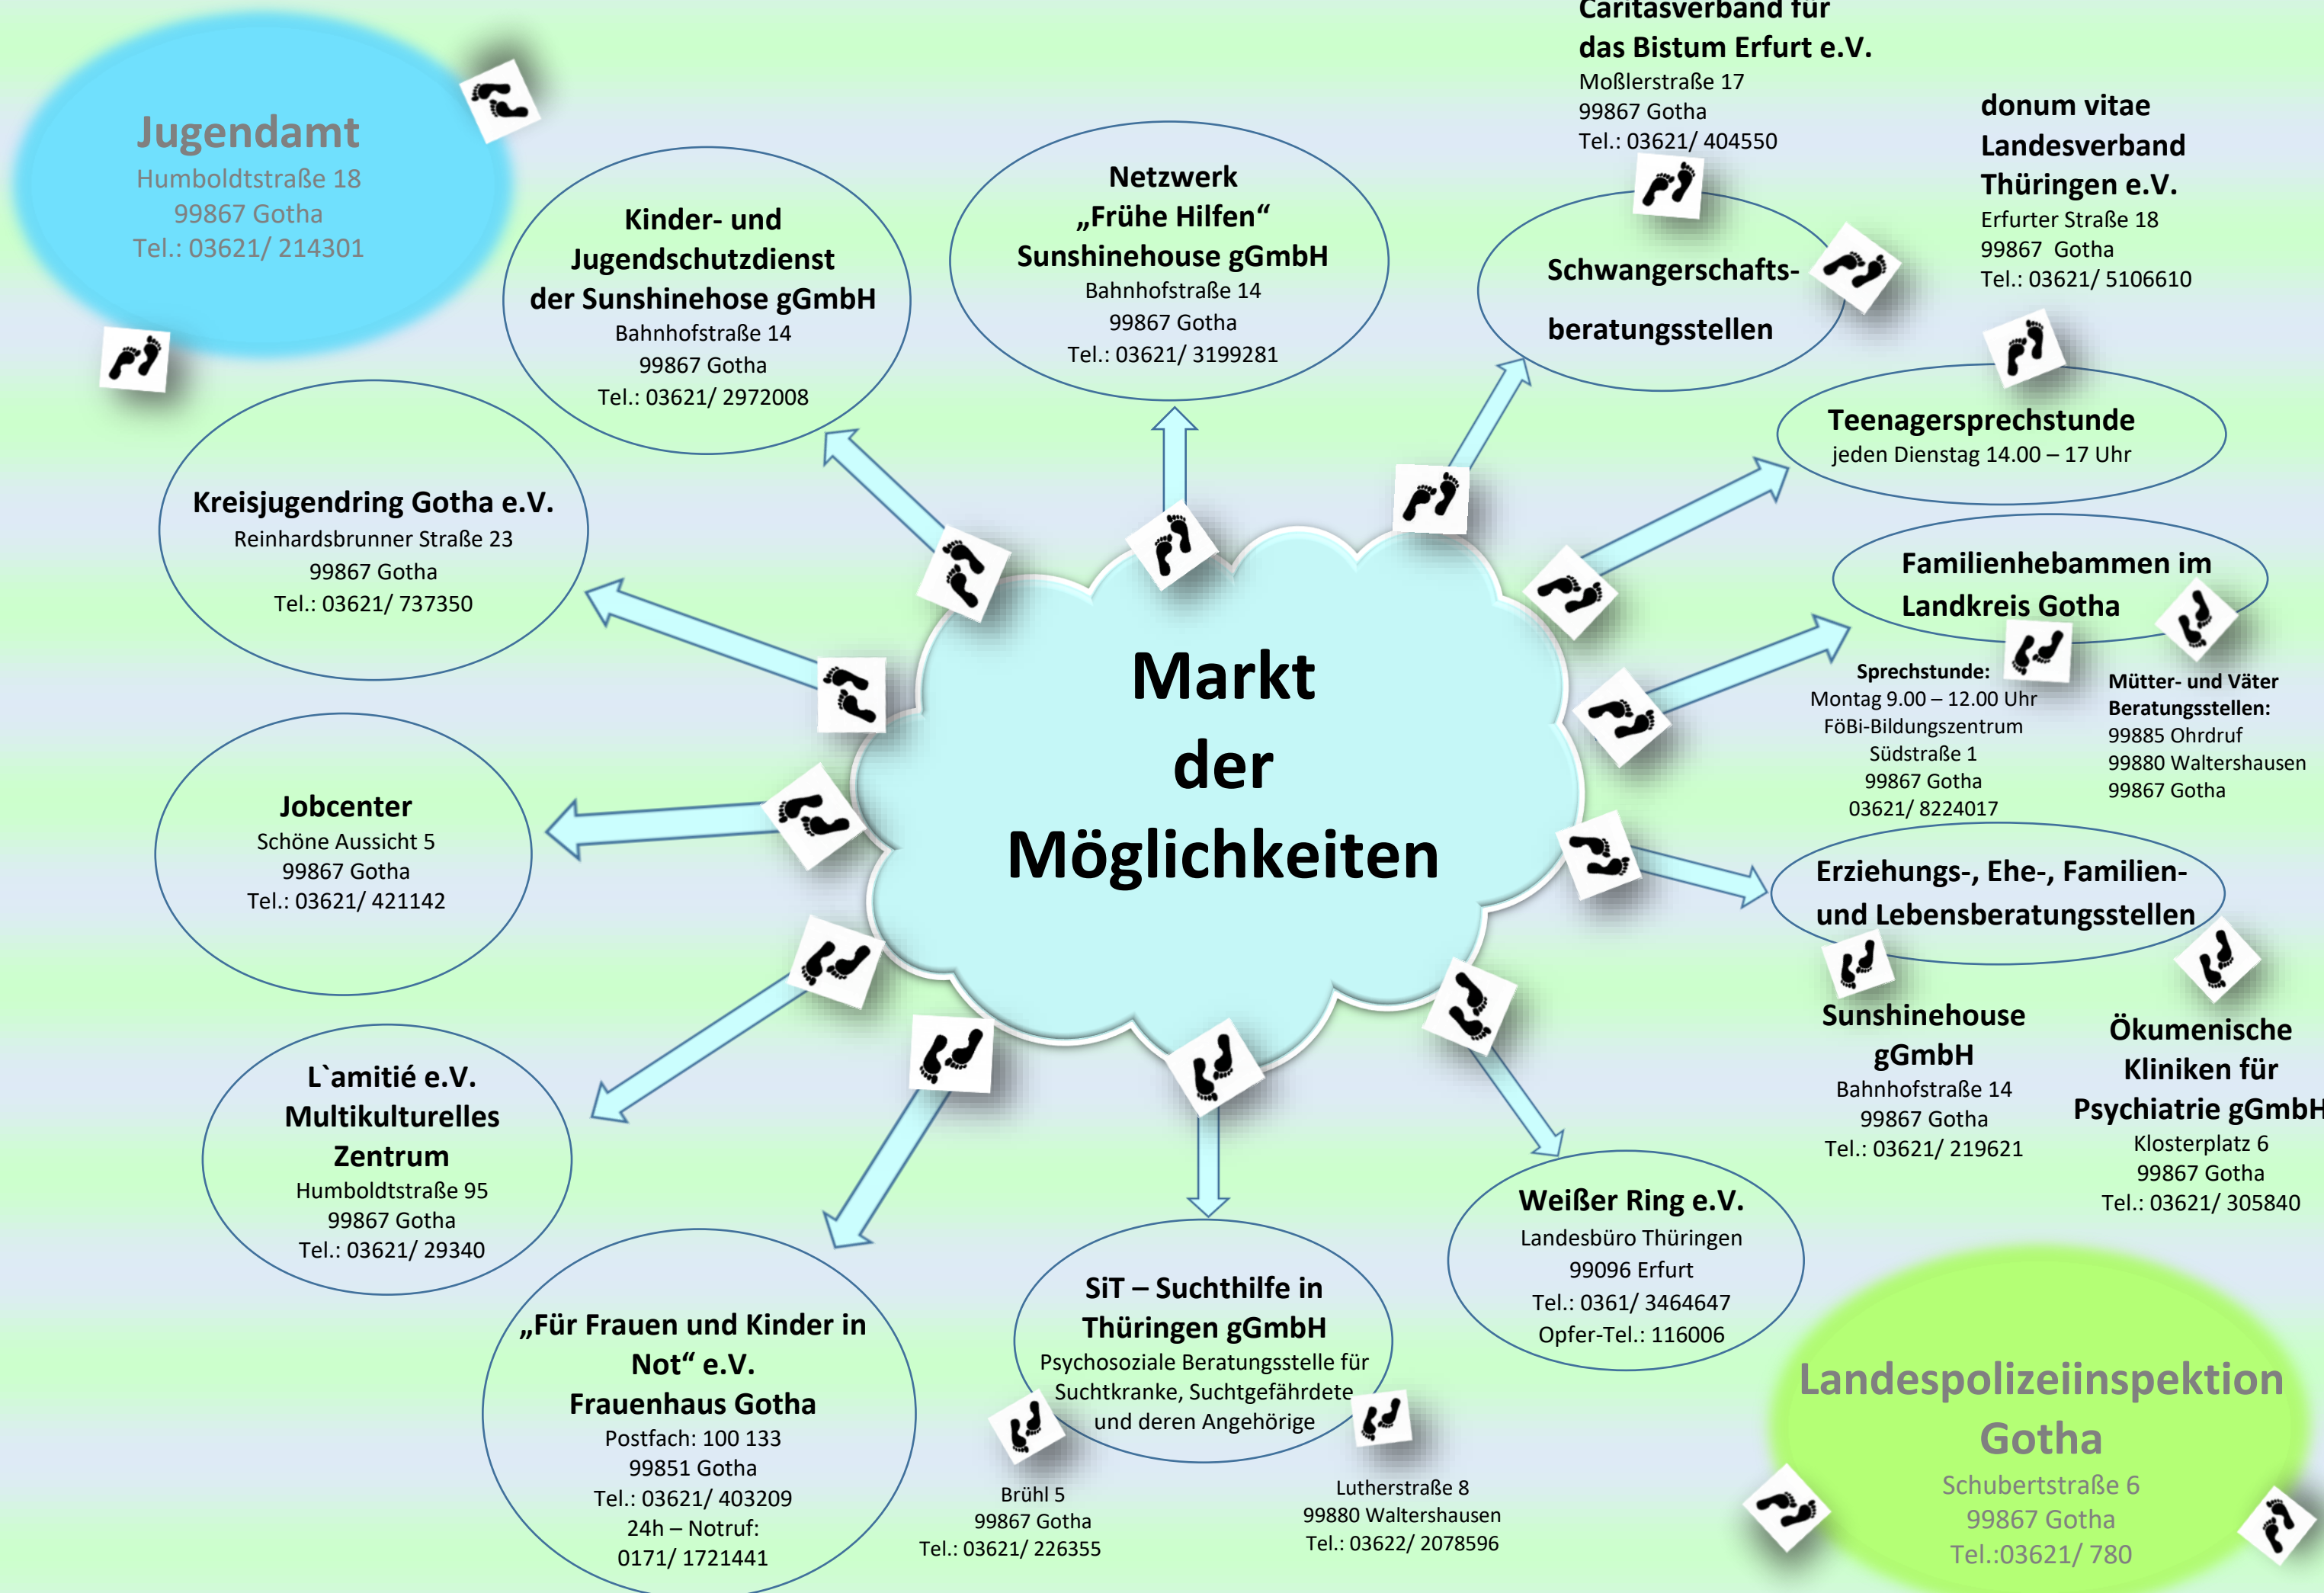 Jugendamt
Humboldtstraße 18
99867 Gotha
Tel.: 03621/ 214301
Kinder- und
Jugendschutzdienst
der Sunshinehose gGmbH
Bahnhofstraße 14
99867 Gotha
Tel.: 03621/ 2972008
Netzwerk
„Frühe Hilfen“
Sunshinehouse gGmbH
Bahnhofstraße 14
99867 Gotha
Tel.: 03621/ 3199281
Caritasverband für
das Bistum Erfurt e.V.
Moßlerstraße 17
99867 Gotha
Tel.: 03621/ 404550
donum vitae
Landesverband
Thüringen e.V.
Erfurter Straße 18
99867 Gotha
Tel.: 03621/ 5106610
Schwangerschafts-
beratungsstellen
Teenagersprechstunde
jeden Dienstag 14.00 – 17 Uhr
Familienhebammen im
Landkreis Gotha
Sprechstunde:
Montag 9.00 – 12.00 Uhr
FöBi-Bildungszentrum
Südstraße 1
99867 Gotha
03621/ 8224017
Mütter- und Väter
Beratungsstellen:
99885 Ohrdruf
99880 Waltershausen
99867 Gotha
Kreisjugendring Gotha e.V.
Reinhardsbrunner Straße 23
99867 Gotha
Tel.: 03621/ 737350
Markt
der
Möglichkeiten
Jobcenter
Schöne Aussicht 5
99867 Gotha
Tel.: 03621/ 421142
Erziehungs-, Ehe-, Familien-
und Lebensberatungsstellen
Sunshinehouse
gGmbH
Bahnhofstraße 14
99867 Gotha
Tel.: 03621/ 219621
Ökumenische
Kliniken für
Psychiatrie gGmbH
Klosterplatz 6
99867 Gotha
Tel.: 03621/ 305840
L`amitié e.V.
Multikulturelles
Zentrum
Humboldtstraße 95
99867 Gotha
Tel.: 03621/ 29340
„Für Frauen und Kinder in
Not“ e.V.
Frauenhaus Gotha
Postfach: 100 133
99851 Gotha
Tel.: 03621/ 403209
24h – Notruf:
0171/ 1721441
SiT – Suchthilfe in
Thüringen gGmbH
Psychosoziale Beratungsstelle für
Suchtkranke, Suchtgefährdete
und deren Angehörige
Brühl 5
99867 Gotha
Tel.: 03621/ 226355
Lutherstraße 8
99880 Waltershausen
Tel.: 03622/ 2078596
Weißer Ring e.V.
Landesbüro Thüringen
99096 Erfurt
Tel.: 0361/ 3464647
Opfer-Tel.: 116006
Landespolizeiinspektion
Gotha
Schubertstraße 6
99867 Gotha
Tel.:03621/ 780